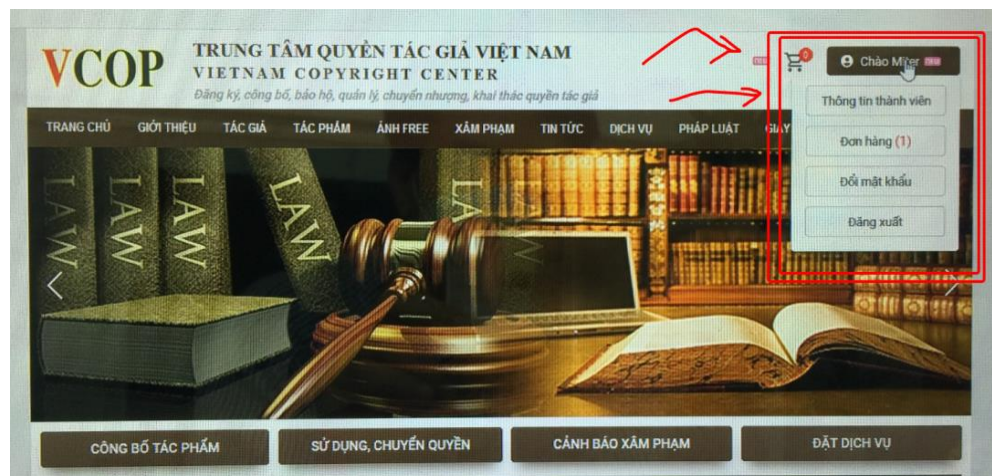 VCOP
TRUNG TÂM QUYỀN TÁC GIẢ VIỆT NAM
VIETNAM COPYRIGHT CENTER
Đăng ký, công bố, bảo hộ, quản lý, chuyển nhượng, khai thác quyền tác giả
0
Chào Miter
Thông tin thành viên
Đơn hàng (1)
Đổi mật khẩu
Đăng xuất
TRANG CHỦ GIỚI THIỆU TÁC GIẢ TÁC PHẨM ẢNH FREE XÂM PHẠM TIN TỨC DỊCH VỤ PHÁP LUẬT GIẤY
LAW
LAW
LAW
LAW
LAW
CÔNG BỐ TÁC PHẨM
SỬ DỤNG, CHUYỂN QUYỀN
CẢNH BÁO XÂM PHẠM
ĐẶT DỊCH VỤ